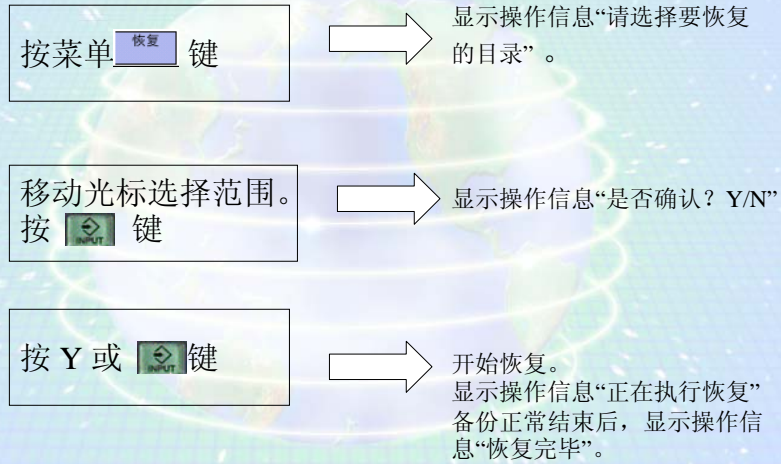 按菜单 恢复 键
显示操作信息“请选择要恢复
的目录”。
移动光标选择范围。
按 INPUT 键
显示操作信息“是否确认？Y/N”
按 Y 或 INPUT 键
开始恢复。
显示操作信息“正在执行恢复”
备份正常结束后，显示操作信
息“恢复完毕”。